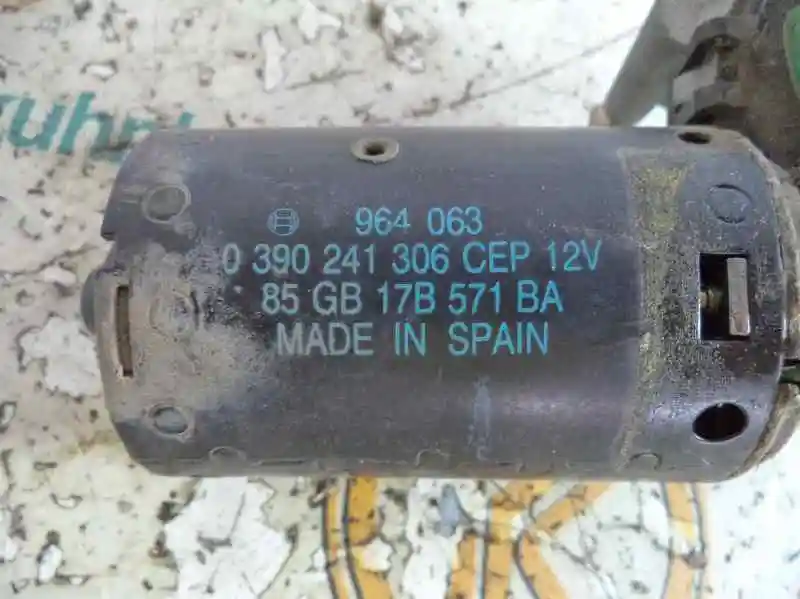 964 063
0 390 241 306 CEP 12V
85 GB 17B 571 BA
MADE IN SPAIN